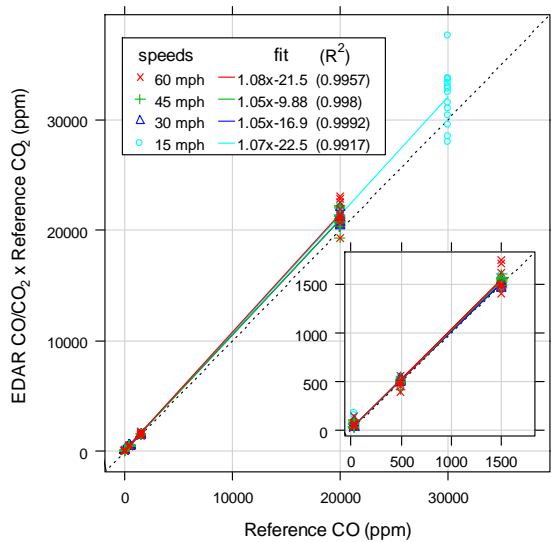 speeds fit (R²)
60 mph 1.08x-21.5 (0.9957)
45 mph 1.05x-9.88 (0.998)
30 mph 1.05x-16.9 (0.9992)
15 mph 1.07x-22.5 (0.9917)
EDAR CO/CO₂ x Reference CO₂ (ppm)
30000
20000
10000
0
1500
1000
500
0
0 500 1000 1500
0 10000 20000 30000
Reference CO (ppm)